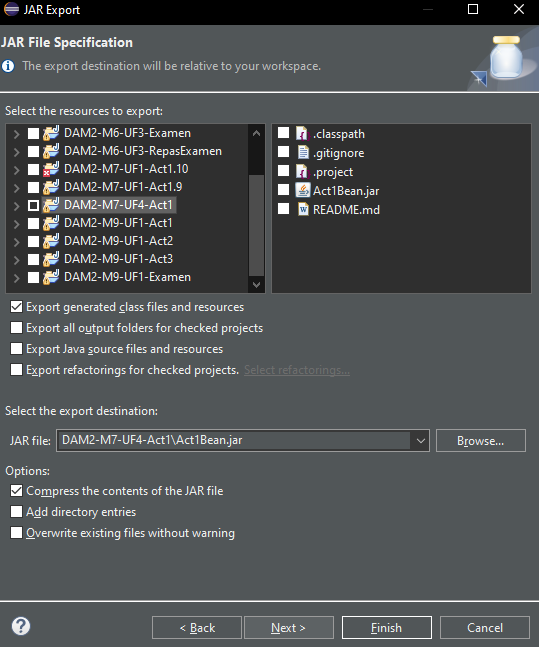 JAR Export
JAR File Specification
The export destination will be relative to your workspace.
Select the resources to export:
DAM2-M6-UF3-Examen
DAM2-M6-UF3-RepasExamen
DAM2-M7-UF1-Act1.10
DAM2-M7-UF1-Act1.9
DAM2-M7-UF4-Act1
DAM2-M9-UF1-Act1
DAM2-M9-UF1-Act2
DAM2-M9-UF1-Act3
DAM2-M9-UF1-Examen
.classpath
.gitignore
.project
Act1Bean.jar
README.md
Export generated class files and resources
Export all output folders for checked projects
Export Java source files and resources
Export refactorings for checked projects. Select refactorings...
Select the export destination:
JAR file: DAM2-M7-UF4-Act1\Act1Bean.jar Browse...
Options:
Compress the contents of the JAR file
Add directory entries
Overwrite existing files without warning
? < Back Next > Finish Cancel